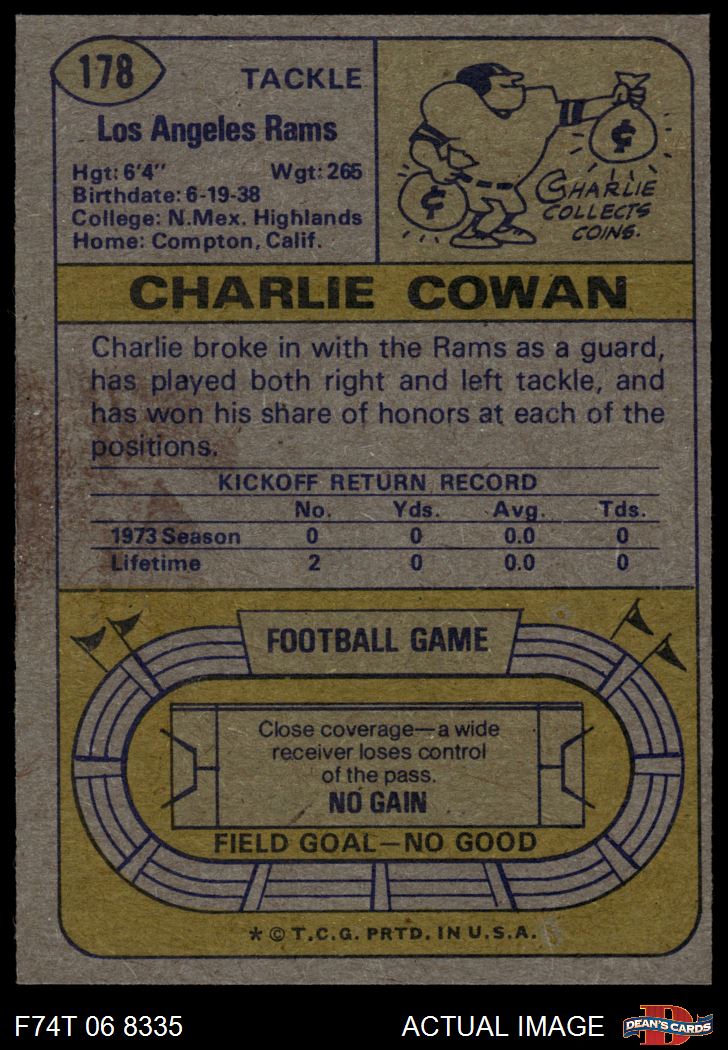 178
TACKLE
Los Angeles Rams
Hgt: 6'4" Wgt: 265
Birthdate: 6-19-38
College: N.Mex. Highlands
Home: Compton, Calif.
¢
¢
CHARLIE
COLLECTS
COINS.
CHARLIE COWAN
Charlie broke in with the Rams as a guard,
has played both right and left tackle, and
has won his share of honors at each of the
positions.
KICKOFF RETURN RECORD
No. Yds. Avg. Tds.
1973 Season 0 0 0.0 0
Lifetime 2 0 0.0 0
FOOTBALL GAME
Close coverage—a wide
receiver loses control
of the pass.
NO GAIN
FIELD GOAL—NO GOOD
* © T.C.G. PRTD. IN U.S.A.
F74T 06 8335 ACTUAL IMAGE
D
DEAN'S CARDS